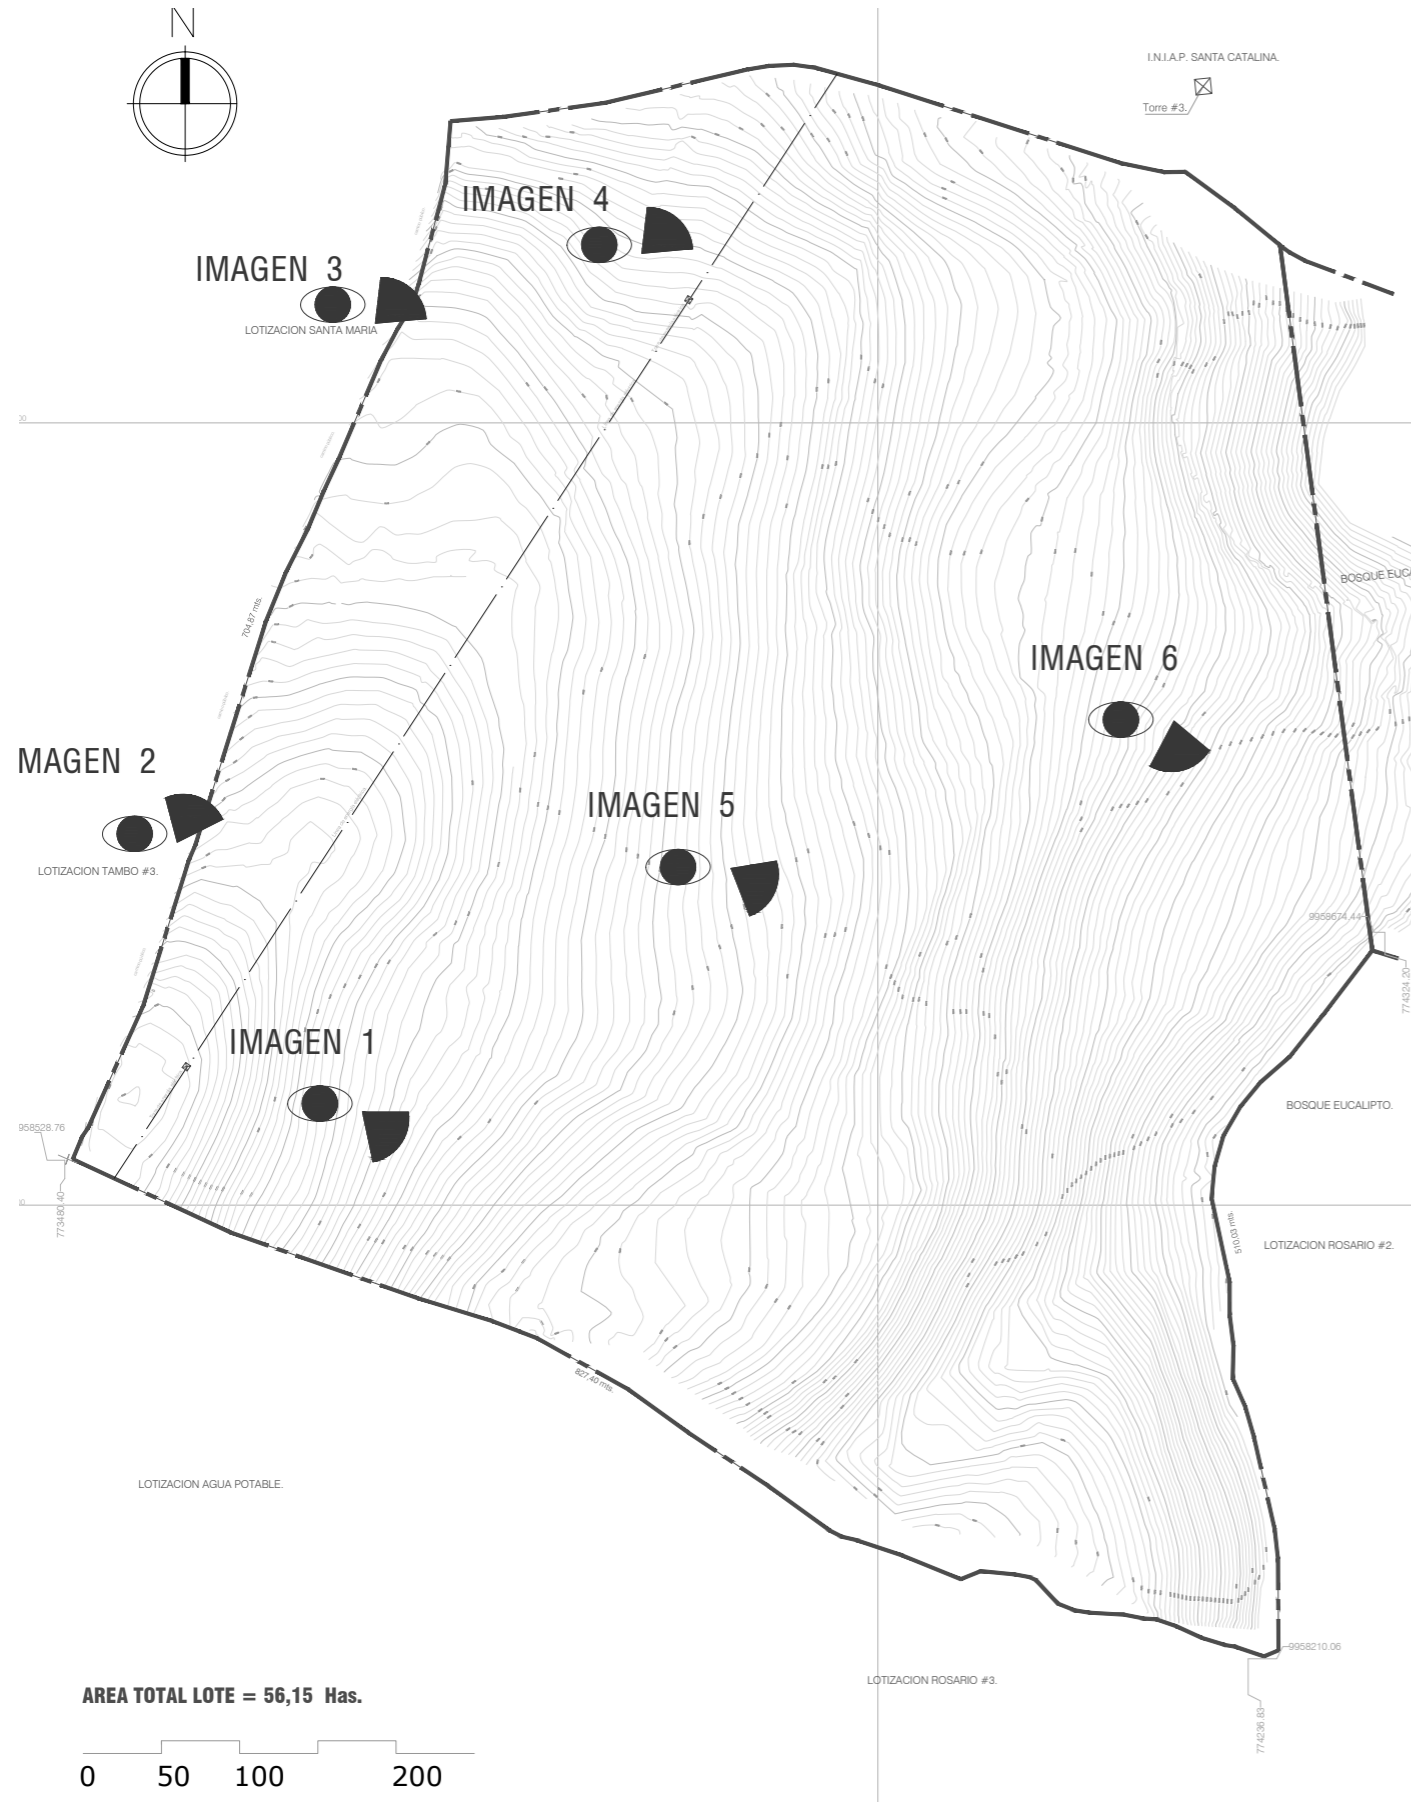 N
I.N.I.A.P. SANTA CATALINA.
Torre #3.
IMAGEN 4
IMAGEN 3
LOTIZACION SANTA MARIA
704,87 mts.
BOSQUE EUCA
IMAGEN 6
MAGEN 2
IMAGEN 5
LOTIZACION TAMBO #3.
9958674.44
774324.20
IMAGEN 1
958528.76
773480.40
BOSQUE EUCALIPTO.
510,03 mts.
LOTIZACION ROSARIO #2.
827,40 mts.
LOTIZACION AGUA POTABLE.
9958210.06
774236.83
LOTIZACION ROSARIO #3.
AREA TOTAL LOTE = 56,15 Has.
0 50 100 200